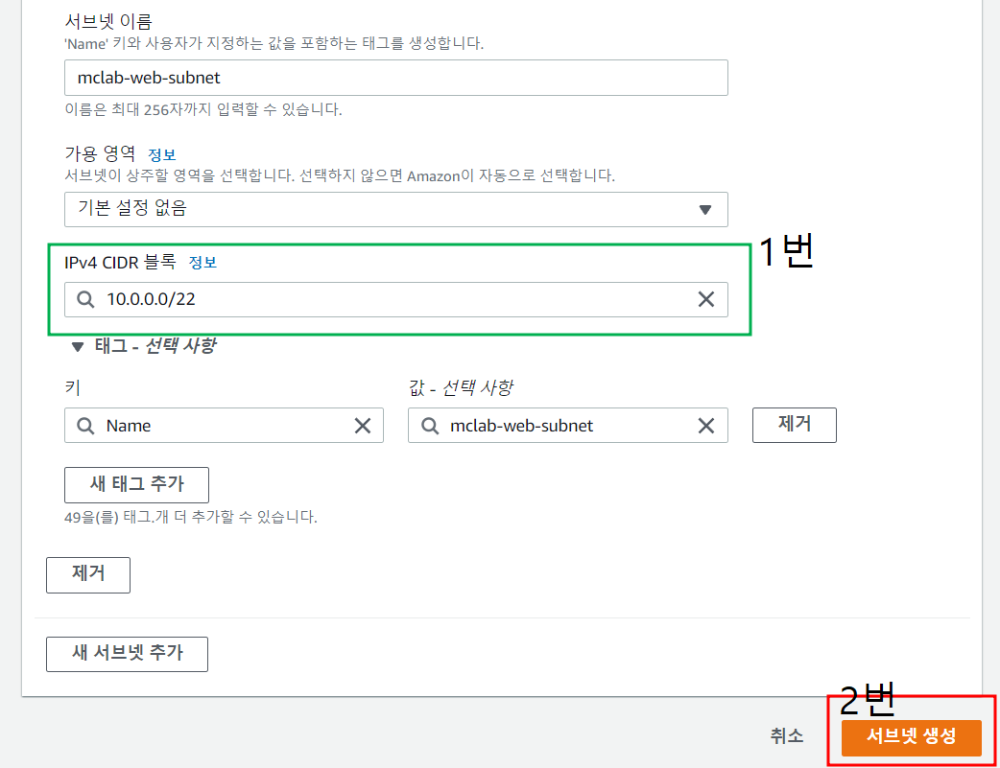 서브넷 이름
'Name' 키와 사용자가 지정하는 값을 포함하는 태그를 생성합니다.
mclab-web-subnet
이름은 최대 256자까지 입력할 수 있습니다.
가용 영역 정보
서브넷이 상주할 영역을 선택합니다. 선택하지 않으면 Amazon이 자동으로 선택합니다.
기본 설정 없음
1번
IPv4 CIDR 블록 정보
10.0.0.0/22
태그 - 선택 사항
키 값 - 선택 사항
Name mclab-web-subnet 제거
새 태그 추가
49을(를) 태그.개 더 추가할 수 있습니다.
제거
새 서브넷 추가
2번
취소 서브넷 생성